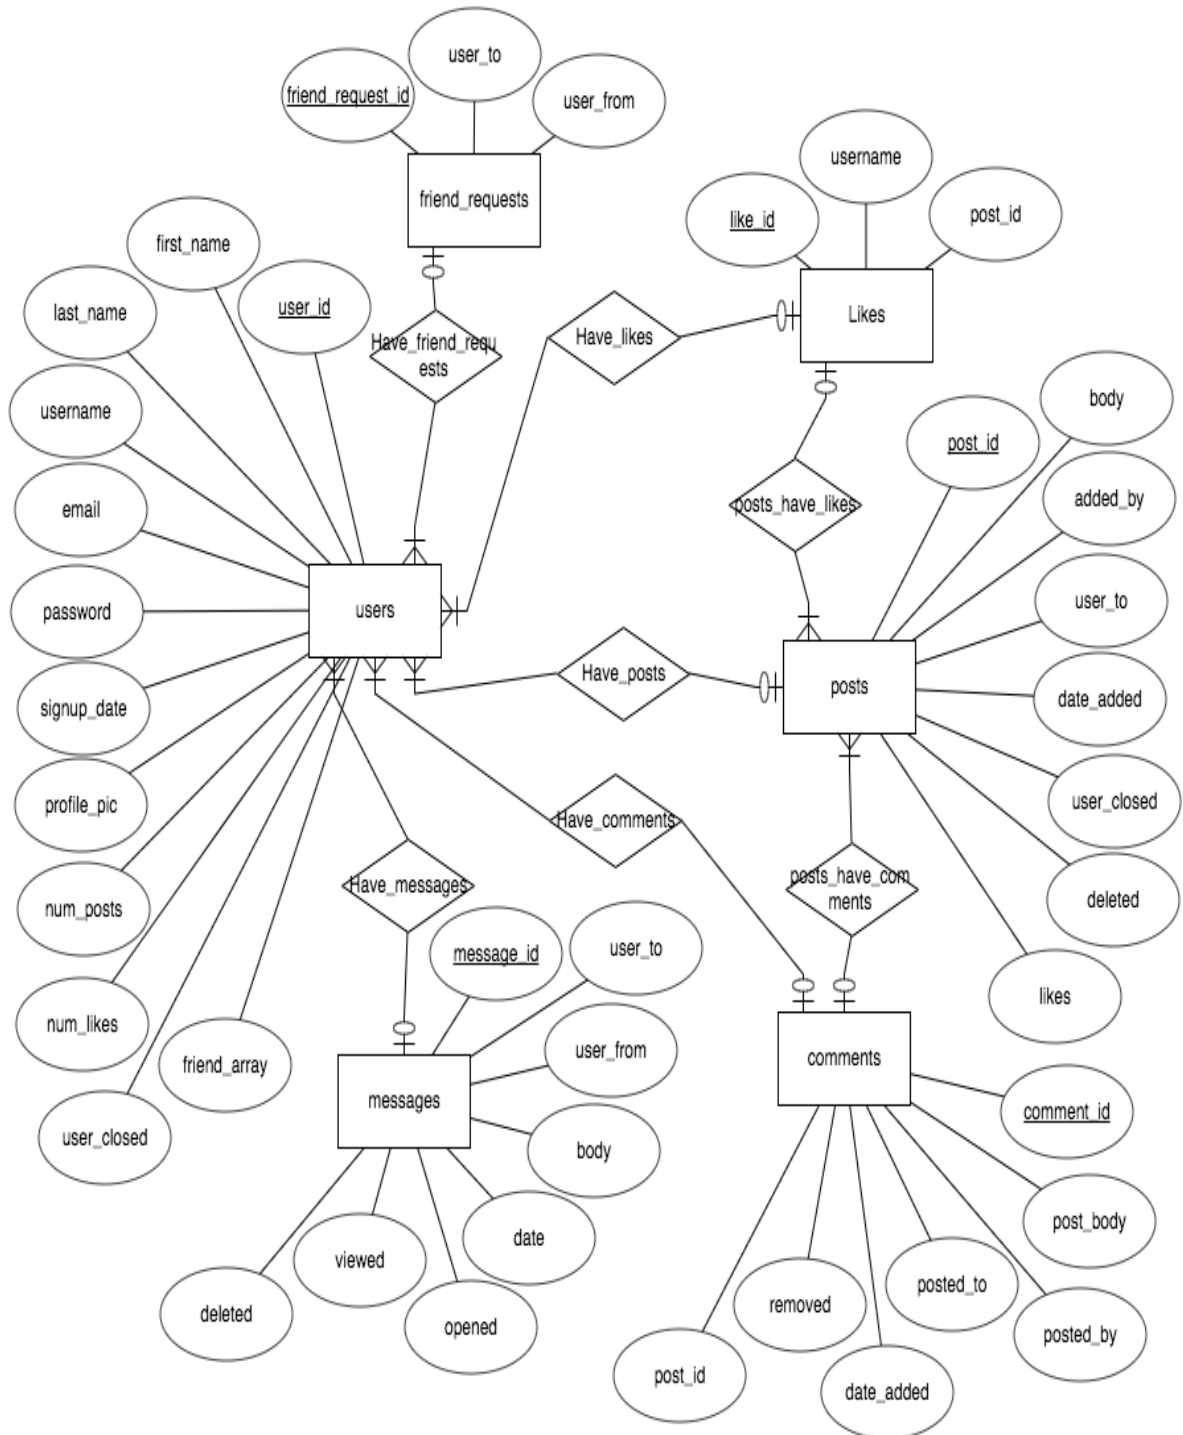 user_to
friend_request_id
user_from
friend_requests
username
like_id
post_id
Likes
first_name
user_id
last_name
Have_friend_requ
ests
Have_likes
username
body
post_id
email
posts_have_likes
added_by
password
users
user_to
signup_date
Have_posts
posts
date_added
profile_pic
Have_comments
user_closed
num_posts
Have_messages
posts_have_com
ments
deleted
message_id
user_to
num_likes
friend_array
user_from
likes
messages
comments
user_closed
body
comment_id
viewed
date
post_body
deleted
opened
removed
posted_to
posted_by
post_id
date_added